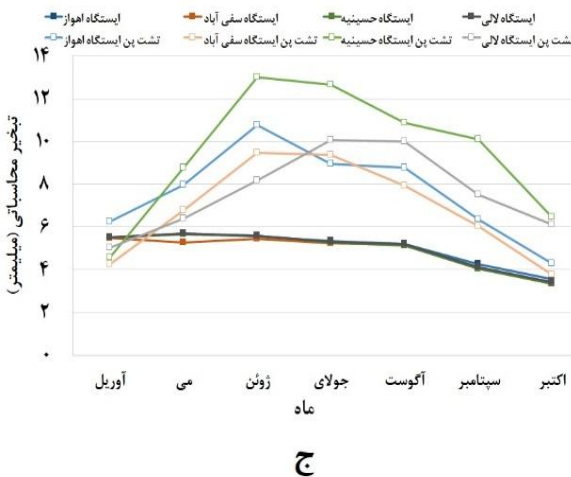 ایستگاه لالی ایستگاه حسینیه ایستگاه سفی آباد ایستگاه اهواز
تشت پن ایستگاه لالی تشت پن ایستگاه حسینیه تشت پن ایستگاه سفی آباد تشت پن ایستگاه اهواز
تبخیر محاسباتی (میلیمتر)
۱۴
۱۲
۱۰
۸
۶
۴
۲
۰
آوریل می ژوئن جولای آگوست سپتامبر اکتبر
ماه
ج